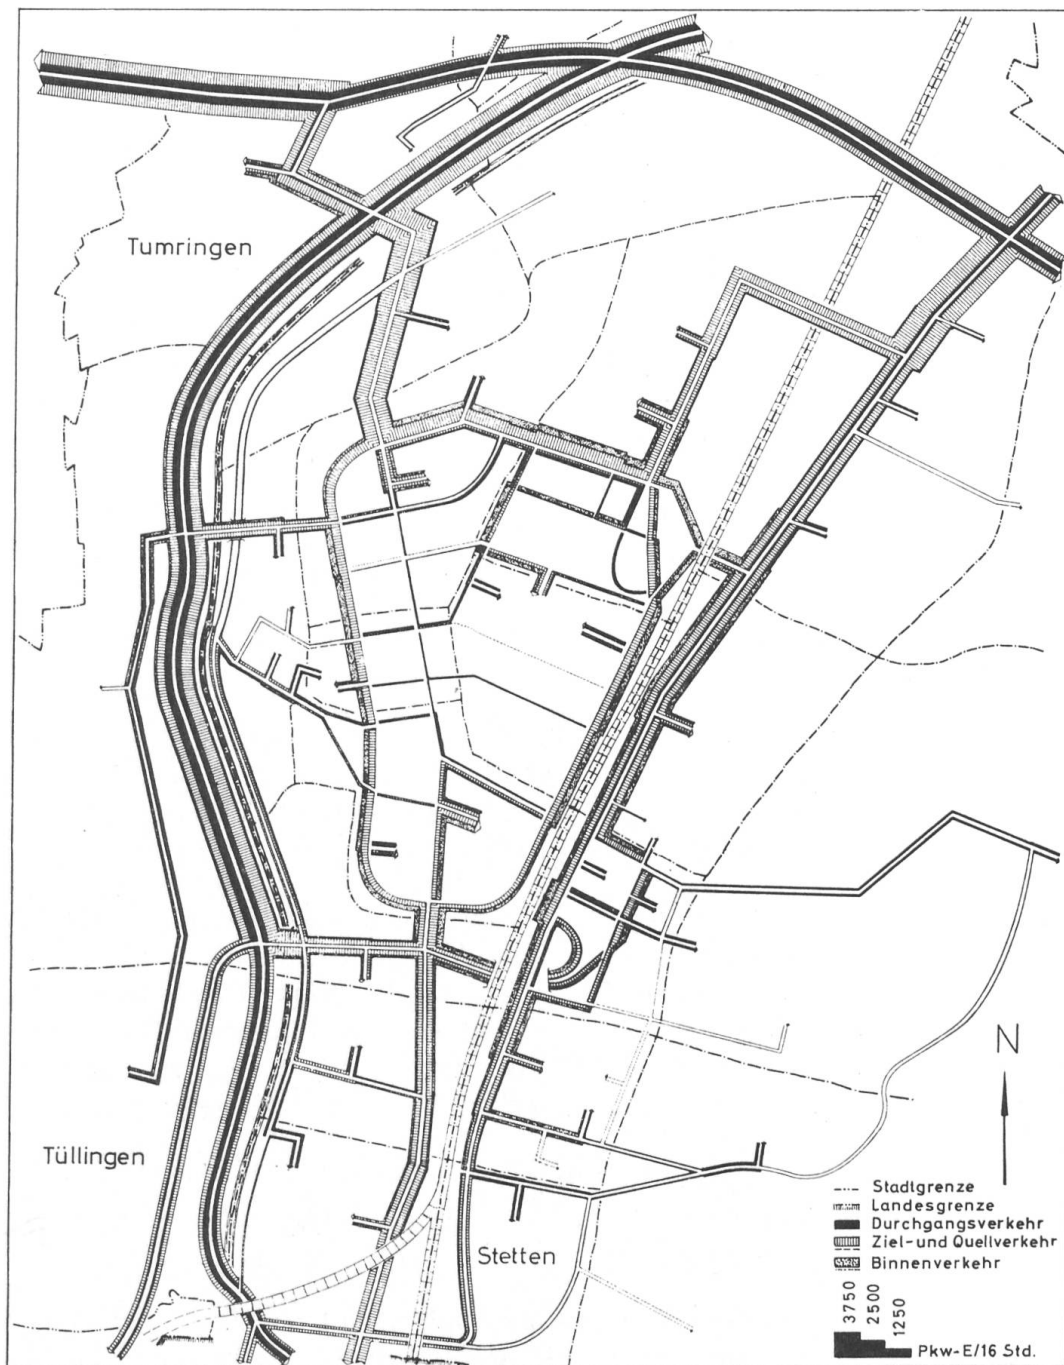 Tumringen
N
Tüllingen
Stetten
Stadtgrenze
Landesgrenze
Durchgangsverkehr
Ziel-und Quellverkehr
Binnenverkehr
3750
2500
1250
Pkw-E/16 Std.